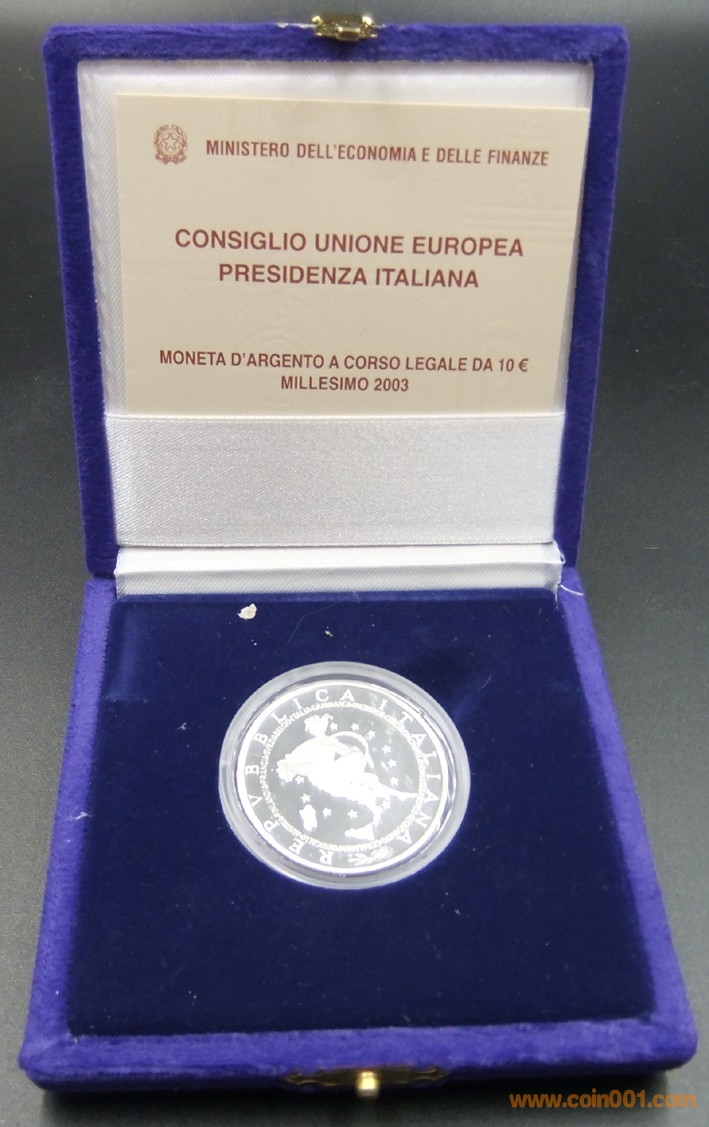 MINISTERO DELL'ECONOMIA E DELLE FINANZE
CONSIGLIO UNIONE EUROPEA
PRESIDENZA ITALIANA
MONETA D'ARGENTO A CORSO LEGALE DA 10 €
MILLESIMO 2003
REPVBBLICA ITALIANA
www.coin001.com